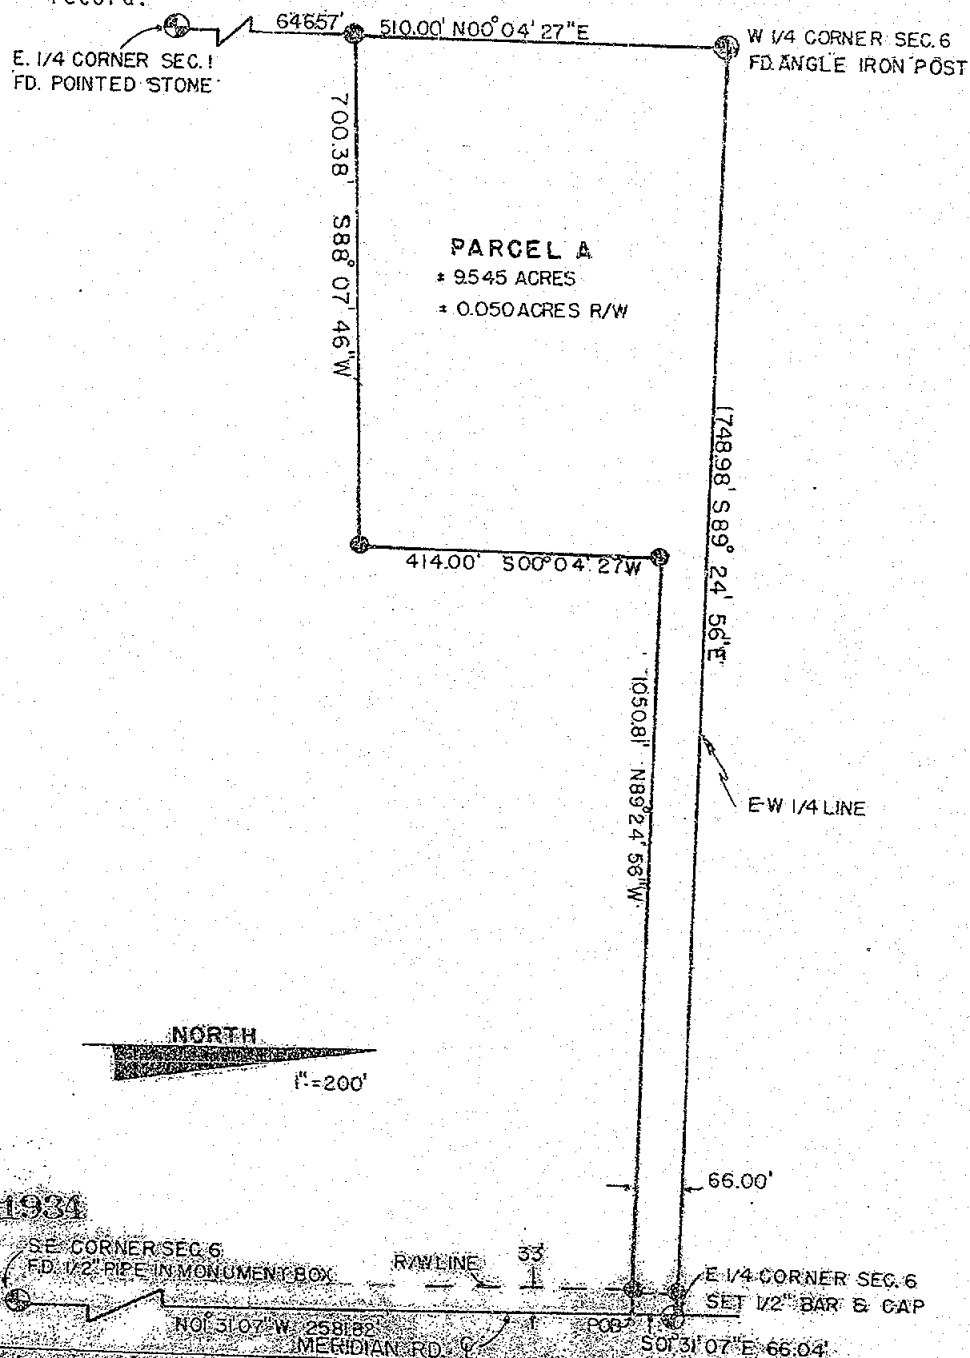 record.
64657' 510.00' N00°04'27"E
W 1/4 CORNER SEC. 6
FD. ANGLE IRON POST
E. 1/4 CORNER SEC. 1
FD. POINTED STONE
700.38' S88°07'46"W
PARCEL A
± 9.545 ACRES
± 0.050 ACRES R/W
1748.98' S89°24'56"E
414.00' S00°04'27W
1050.81' N89°24'56"W
E-W 1/4 LINE
NORTH
1"=200'
66.00'
1934
S.E. CORNER SEC. 6
FD. 1/2" PIPE IN MONUMENT BOX
R/W LINE
33'
E 1/4 CORNER SEC. 6
SET 1/2" BAR & CAP
N01°31'07"W 2581.82'
POB
MERIDIAN RD. ℄
S01°31'07"E 66.04'